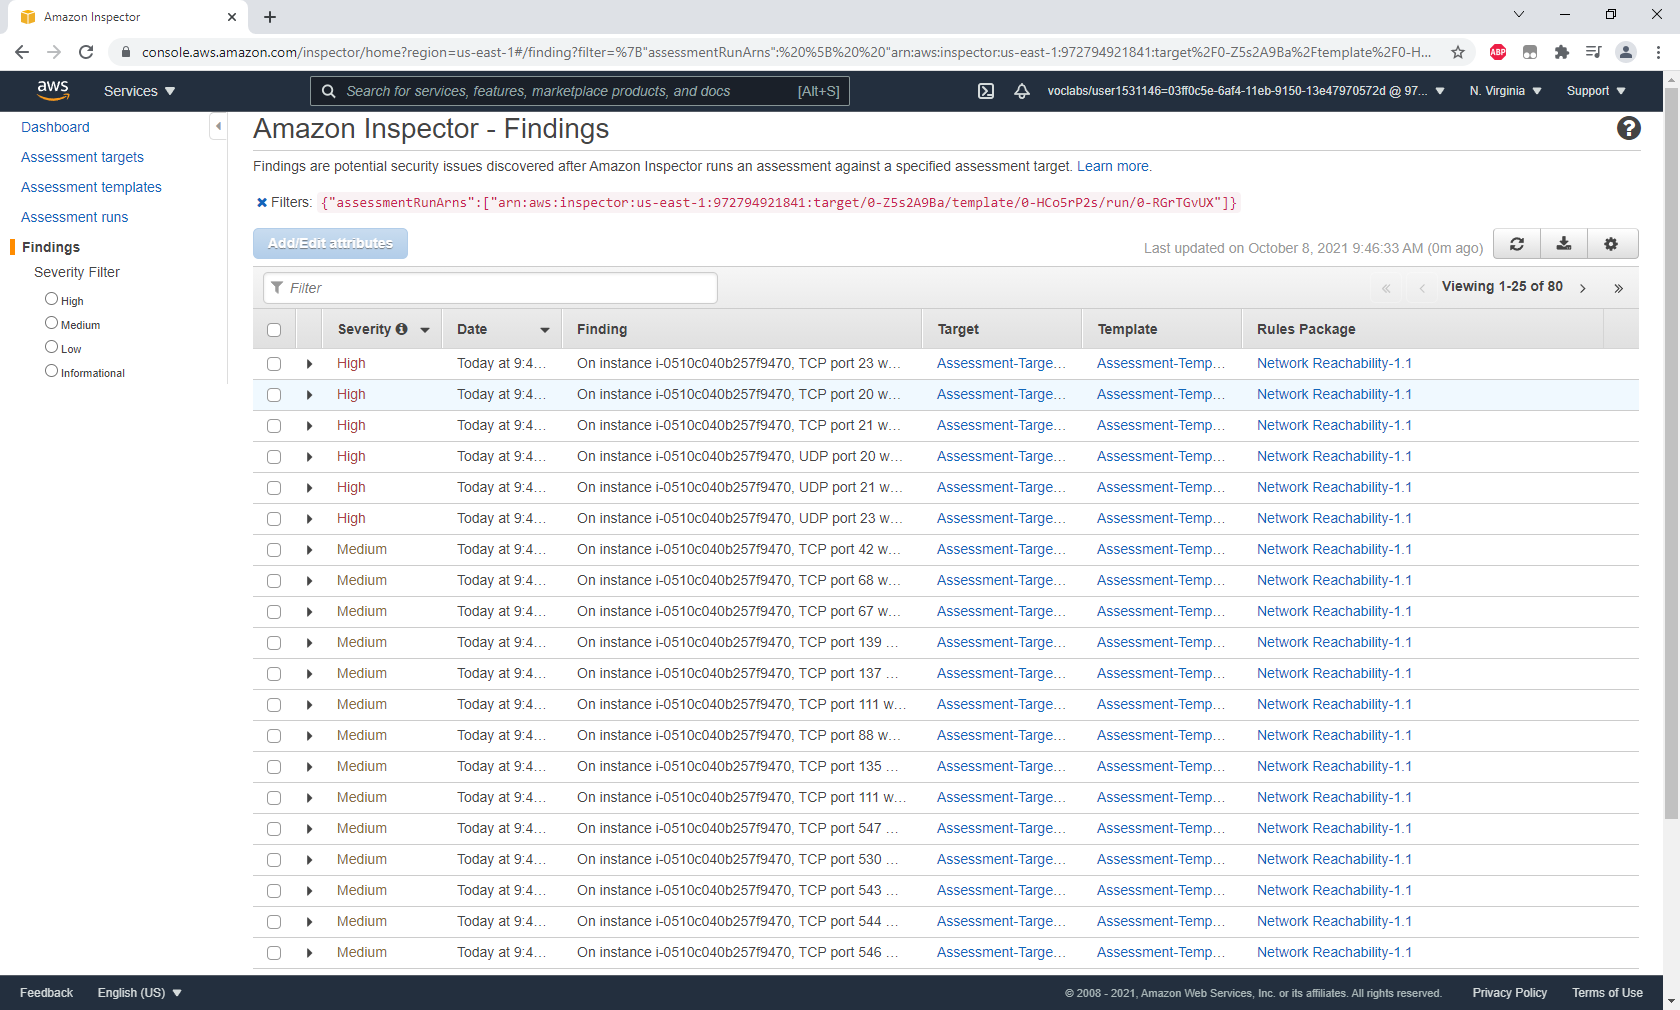 Amazon Inspector
console.aws.amazon.com/inspector/home?region=us-east-1#/finding?filter=%7B"assessmentRunArns":%20%5B%20%20"arn:aws:inspector:us-east-1:972794921841:target%2F0-Z5s2A9Ba%2Ftemplate%2F0-H...
ABP
aws
Services
Search for services, features, marketplace products, and docs
[Alt+S]
voclabs/user1531146=03ff0c5e-6af4-11eb-9150-13e47970572d @ 97...
N. Virginia
Support
Dashboard
Assessment targets
Assessment templates
Assessment runs
Findings
Severity Filter
High
Medium
Low
Informational
Amazon Inspector - Findings
?
Findings are potential security issues discovered after Amazon Inspector runs an assessment against a specified assessment target. Learn more.
Filters: {"assessmentRunArns":["arn:aws:inspector:us-east-1:972794921841:target/0-Z5s2A9Ba/template/0-HCo5rP2s/run/0-RGrTGvUX"]}
Add/Edit attributes
Last updated on October 8, 2021 9:46:33 AM (0m ago)
Filter
« ‹ Viewing 1-25 of 80 › »
Severity Date Finding Target Template Rules Package
High Today at 9:4... On instance i-0510c040b257f9470, TCP port 23 w... Assessment-Targe... Assessment-Temp... Network Reachability-1.1
High Today at 9:4... On instance i-0510c040b257f9470, TCP port 20 w... Assessment-Targe... Assessment-Temp... Network Reachability-1.1
High Today at 9:4... On instance i-0510c040b257f9470, TCP port 21 w... Assessment-Targe... Assessment-Temp... Network Reachability-1.1
High Today at 9:4... On instance i-0510c040b257f9470, UDP port 20 w... Assessment-Targe... Assessment-Temp... Network Reachability-1.1
High Today at 9:4... On instance i-0510c040b257f9470, UDP port 21 w... Assessment-Targe... Assessment-Temp... Network Reachability-1.1
High Today at 9:4... On instance i-0510c040b257f9470, UDP port 23 w... Assessment-Targe... Assessment-Temp... Network Reachability-1.1
Medium Today at 9:4... On instance i-0510c040b257f9470, TCP port 42 w... Assessment-Targe... Assessment-Temp... Network Reachability-1.1
Medium Today at 9:4... On instance i-0510c040b257f9470, TCP port 68 w... Assessment-Targe... Assessment-Temp... Network Reachability-1.1
Medium Today at 9:4... On instance i-0510c040b257f9470, TCP port 67 w... Assessment-Targe... Assessment-Temp... Network Reachability-1.1
Medium Today at 9:4... On instance i-0510c040b257f9470, TCP port 139 ... Assessment-Targe... Assessment-Temp... Network Reachability-1.1
Medium Today at 9:4... On instance i-0510c040b257f9470, TCP port 137 ... Assessment-Targe... Assessment-Temp... Network Reachability-1.1
Medium Today at 9:4... On instance i-0510c040b257f9470, TCP port 111 w... Assessment-Targe... Assessment-Temp... Network Reachability-1.1
Medium Today at 9:4... On instance i-0510c040b257f9470, TCP port 88 w... Assessment-Targe... Assessment-Temp... Network Reachability-1.1
Medium Today at 9:4... On instance i-0510c040b257f9470, TCP port 135 ... Assessment-Targe... Assessment-Temp... Network Reachability-1.1
Medium Today at 9:4... On instance i-0510c040b257f9470, TCP port 111 w... Assessment-Targe... Assessment-Temp... Network Reachability-1.1
Medium Today at 9:4... On instance i-0510c040b257f9470, TCP port 547 ... Assessment-Targe... Assessment-Temp... Network Reachability-1.1
Medium Today at 9:4... On instance i-0510c040b257f9470, TCP port 530 ... Assessment-Targe... Assessment-Temp... Network Reachability-1.1
Medium Today at 9:4... On instance i-0510c040b257f9470, TCP port 543 ... Assessment-Targe... Assessment-Temp... Network Reachability-1.1
Medium Today at 9:4... On instance i-0510c040b257f9470, TCP port 544 ... Assessment-Targe... Assessment-Temp... Network Reachability-1.1
Medium Today at 9:4... On instance i-0510c040b257f9470, TCP port 546 ... Assessment-Targe... Assessment-Temp... Network Reachability-1.1
Feedback English (US) © 2008 - 2021, Amazon Web Services, Inc. or its affiliates. All rights reserved. Privacy Policy Terms of Use